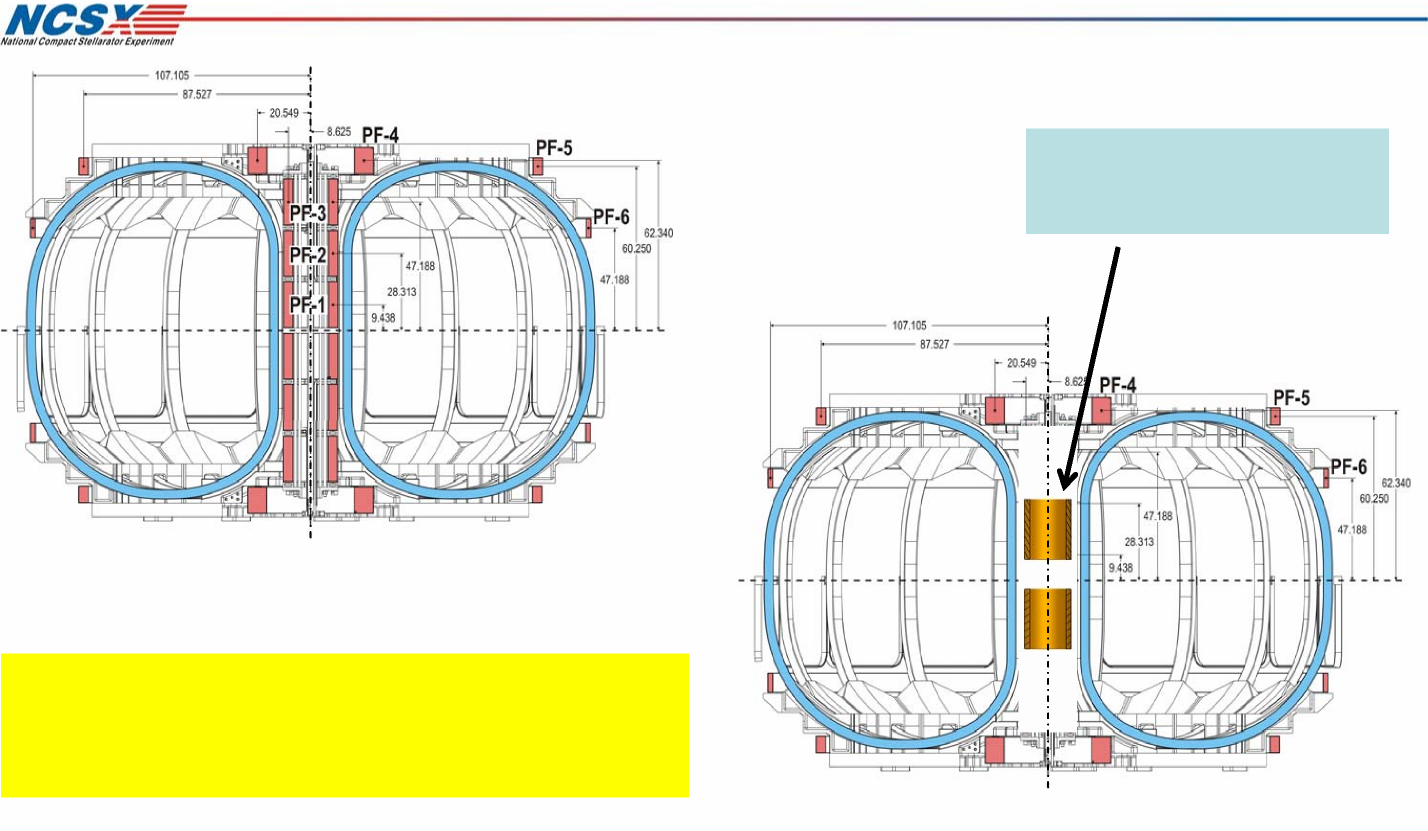 NCSX
National Compact Stellarator Experiment
107.105
87.527
20.549
8.625
PF-4
PF-5
PF-3
PF-6
62.340
PF-2
60.250
47.188
47.188
28.313
PF-1
9.438
107.105
87.527
20.549
8.625
PF-4
PF-5
PF-6
62.340
60.250
47.188
47.188
28.313
9.438